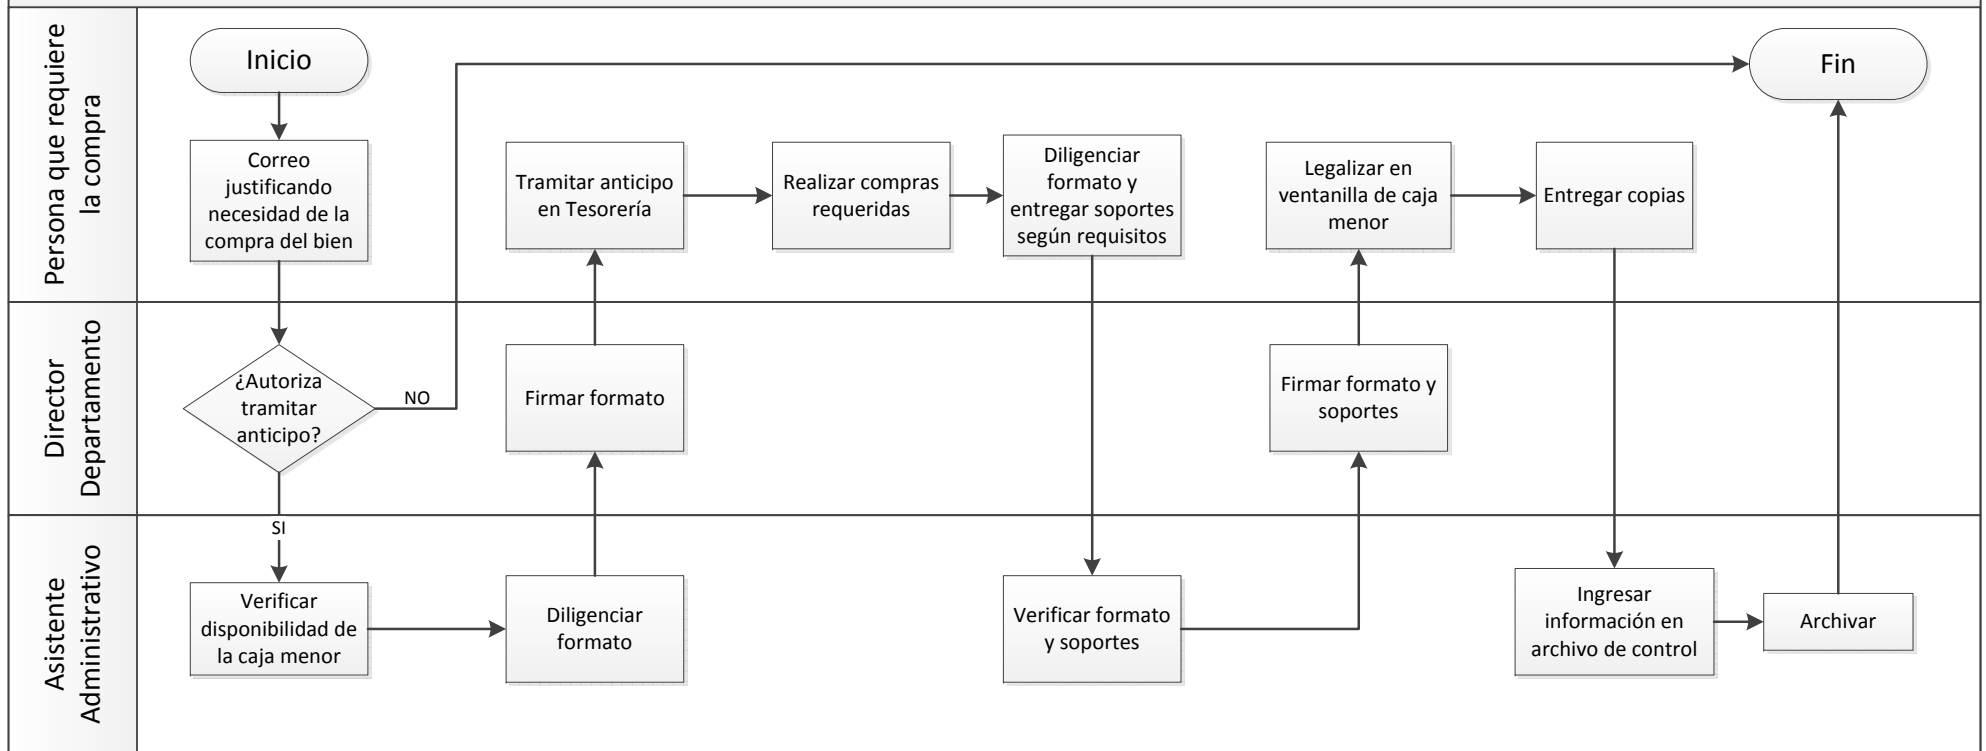 Persona que requiere
la compra
Inicio
Fin
Correo
justificando
necesidad de la
compra del bien
Tramitar anticipo
en Tesorería
Realizar compras
requeridas
Diligenciar
formato y
entregar soportes
según requisitos
Legalizar en
ventanilla de caja
menor
Entregar copias
Director
Departamento
¿Autoriza
tramitar
anticipo?
NO
Firmar formato
Firmar formato y
soportes
SI
Asistente
Administrativo
Verificar
disponibilidad de
la caja menor
Diligenciar
formato
Verificar formato
y soportes
Ingresar
información en
archivo de control
Archivar